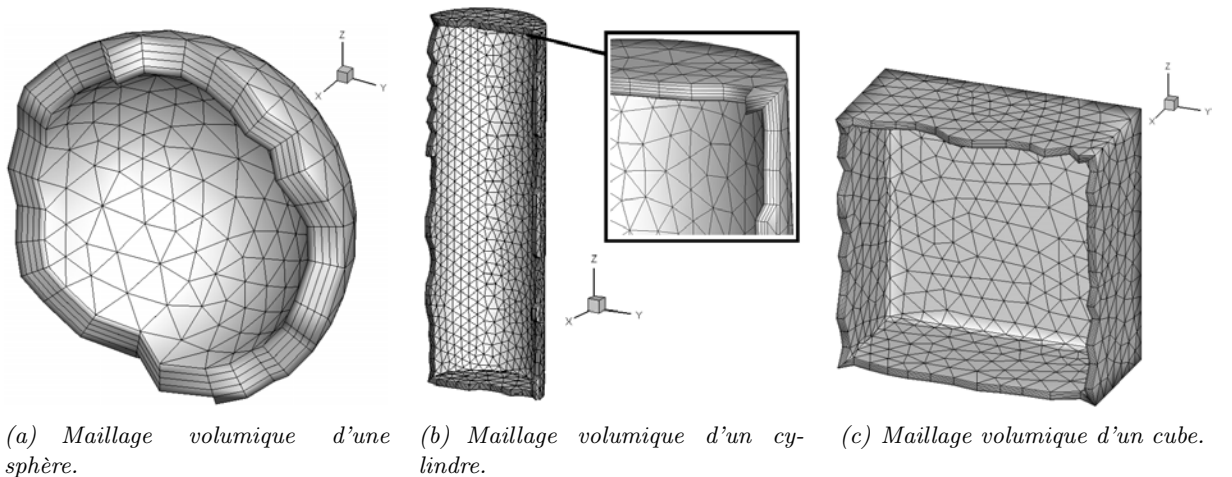 Z
X
Y
Z
X
Y
Z
X
Y
(a) Maillage volumique d'une
sphère.
(b) Maillage volumique d'un cy-
lindre.
(c) Maillage volumique d'un cube.